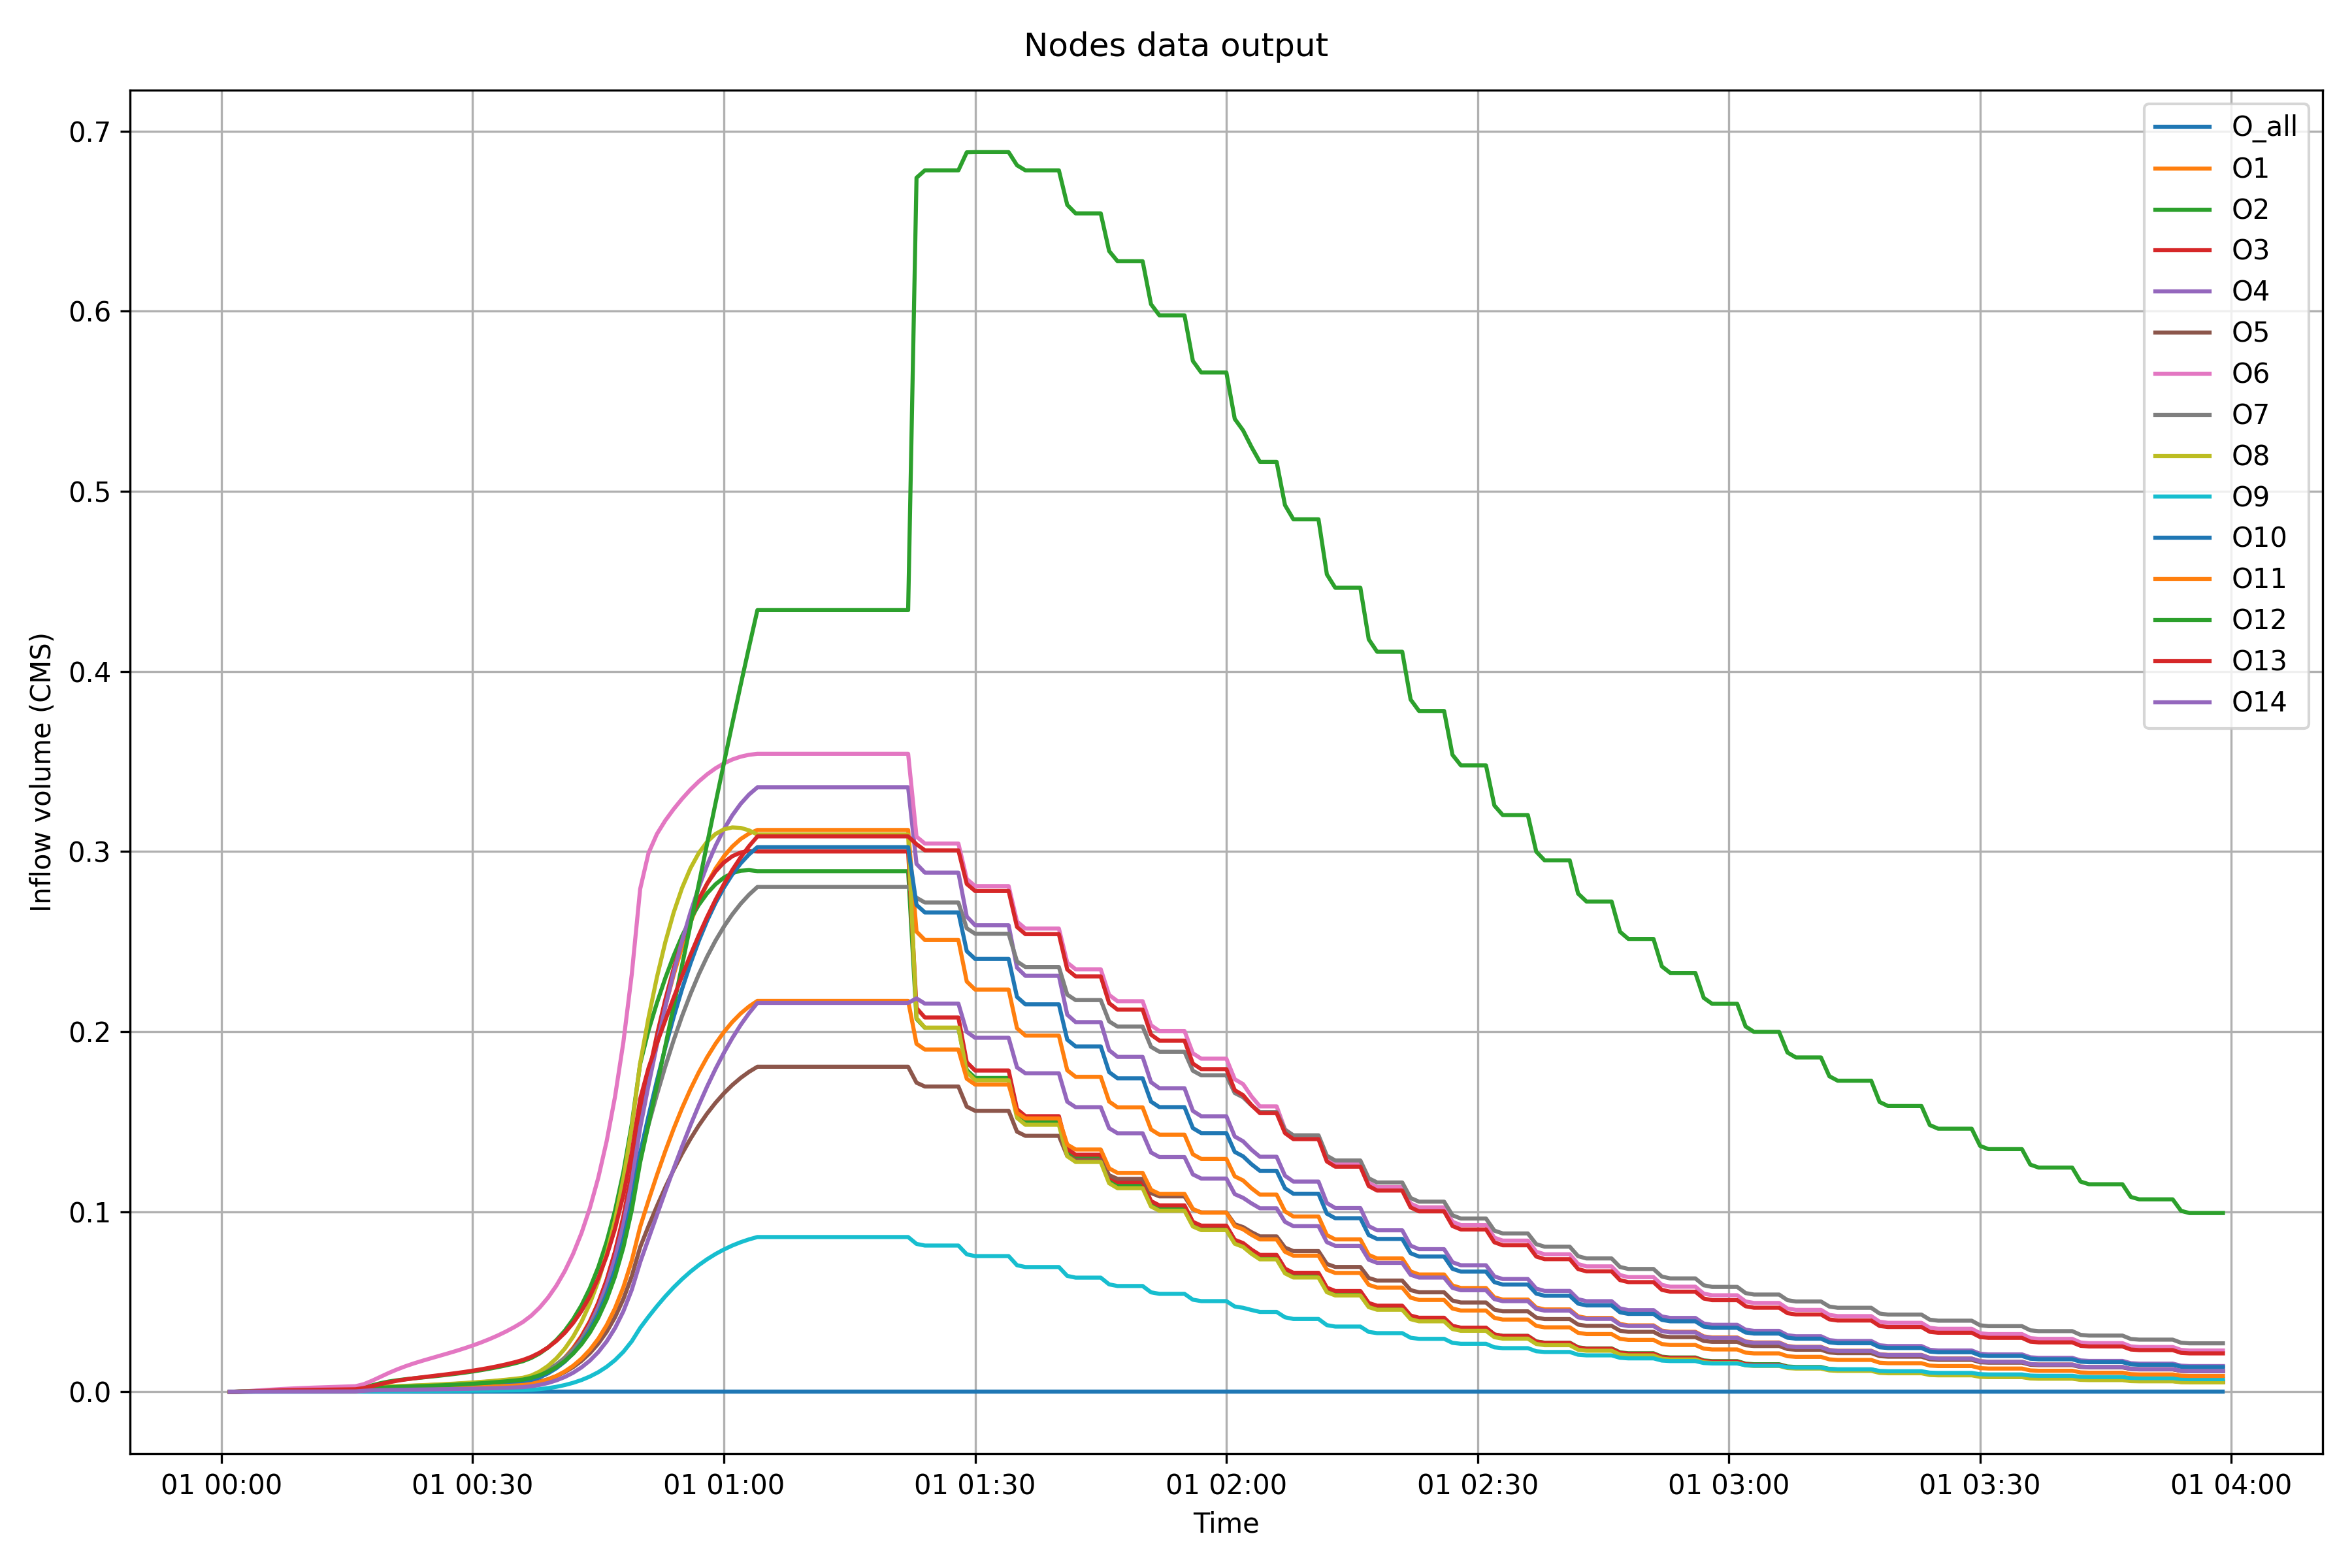 Nodes data output
Inflow volume (CMS)
0.7
0.6
0.5
0.4
0.3
0.2
0.1
0.0
O_all
O1
O2
O3
O4
O5
O6
O7
O8
O9
O10
O11
O12
O13
O14
01 00:00
01 00:30
01 01:00
01 01:30
01 02:00
01 02:30
01 03:00
01 03:30
01 04:00
Time